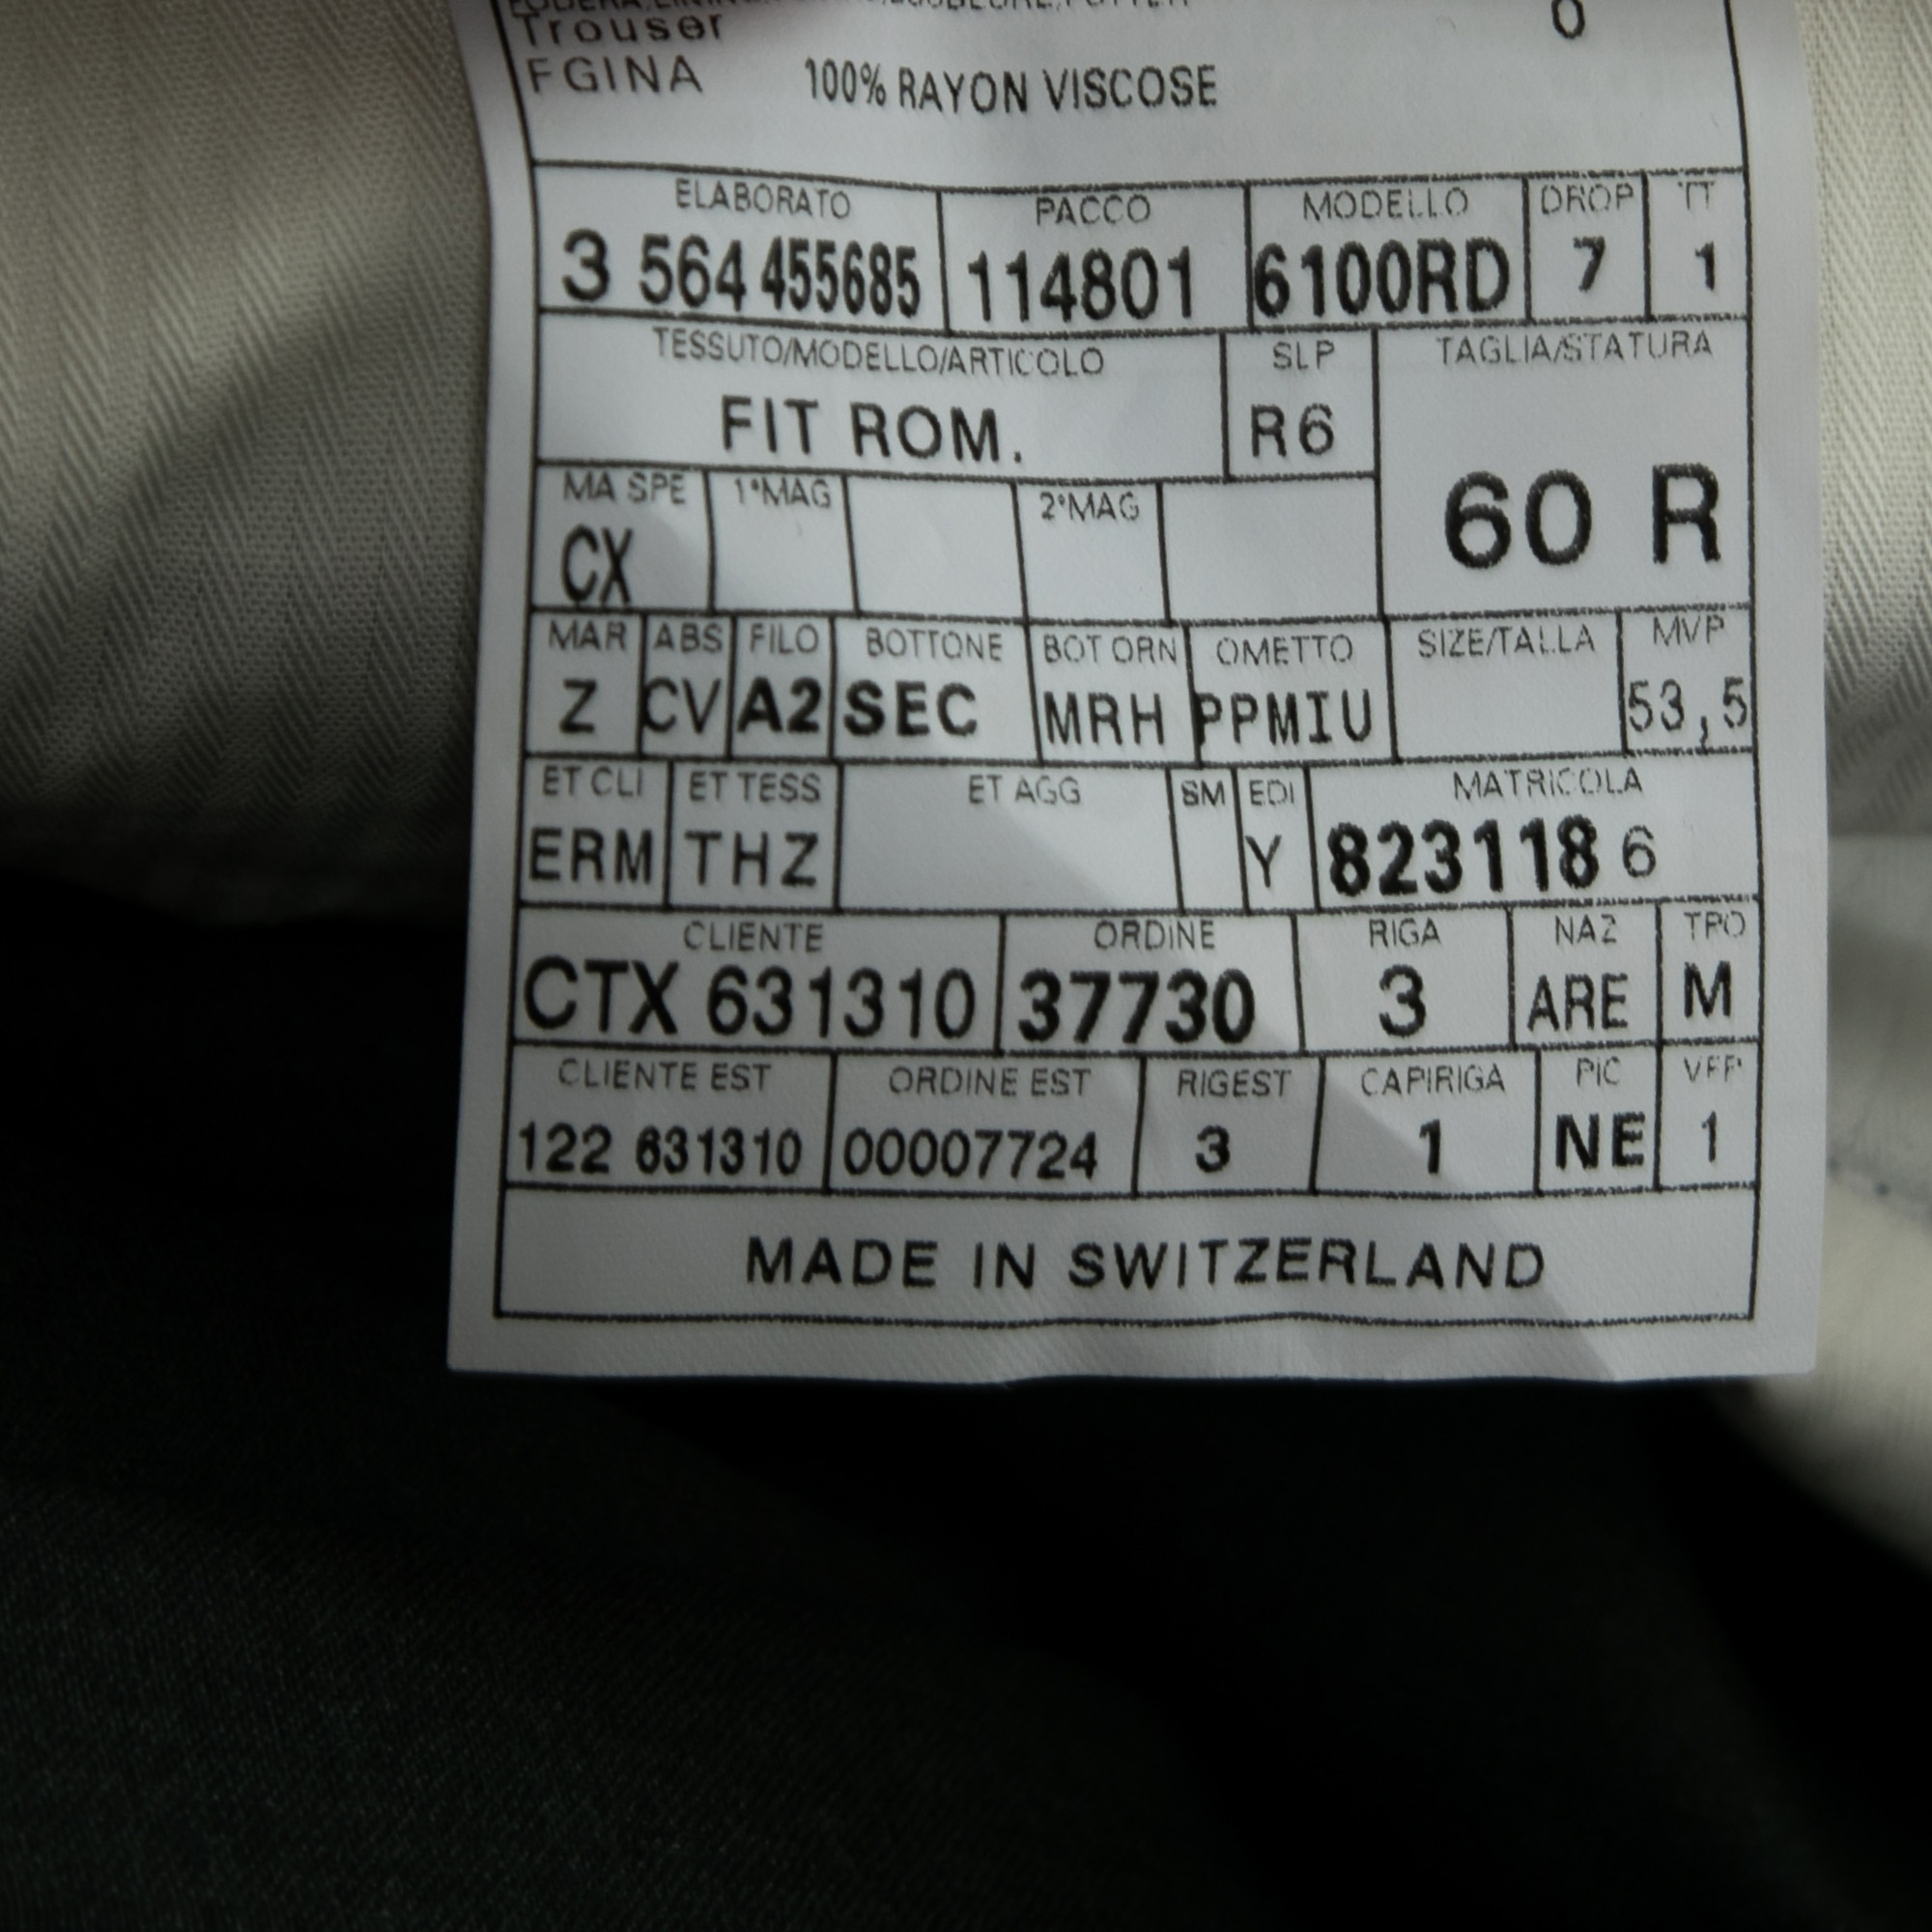 Trouser 0
FGINA 100% RAYON VISCOSE
ELABORATO PACCO MODELLO DROP TT
3 564 455685 114801 6100RD 7 1
TESSUTO/MODELLO/ARTICOLO SLP TAGLIA/STATURA
FIT ROM. R6 60 R
MA SPE 1°MAG 2°MAG
CX
MAR ABS FILO BOTTONE BOT ORN OMETTO SIZE/TALLA MVP
Z CV A2 SEC MRH PPMIU 53,5
ET CLI ET TESS ET AGG SM EDI MATRICOLA
ERM THZ Y 823118 6
CLIENTE ORDINE RIGA NAZ TPO
CTX 631310 37730 3 ARE M
CLIENTE EST ORDINE EST RIGEST CAPIRIGA PIC
122 631310 00007724 3 1 NE 1
MADE IN SWITZERLAND